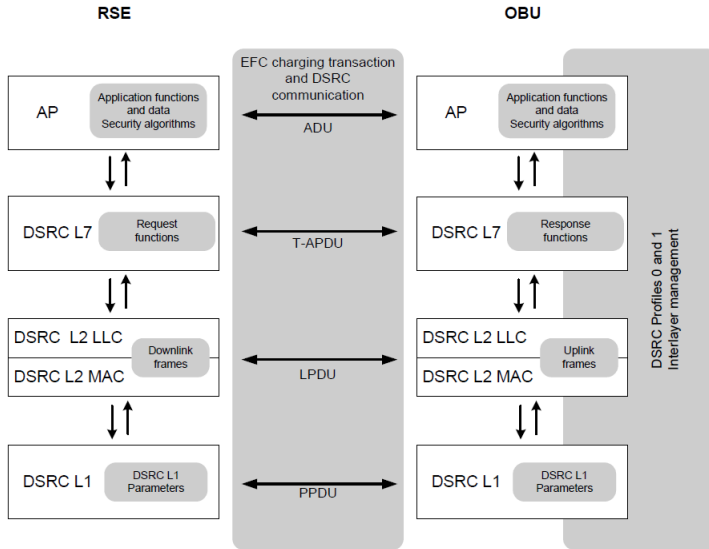 RSE
OBU
EFC charging transaction
and DSRC
communication
AP
Application functions
and data
Security algorithms
ADU
AP
Application functions
and data
Security algorithms
DSRC L7
Request
functions
T-APDU
DSRC L7
Response
functions
DSRC L2 LLC
DSRC L2 MAC
Downlink
frames
LPDU
DSRC L2 LLC
DSRC L2 MAC
Uplink
frames
DSRC L1
DSRC L1
Parameters
PPDU
DSRC L1
DSRC L1
Parameters
DSRC Profiles 0 and 1
Interlayer management